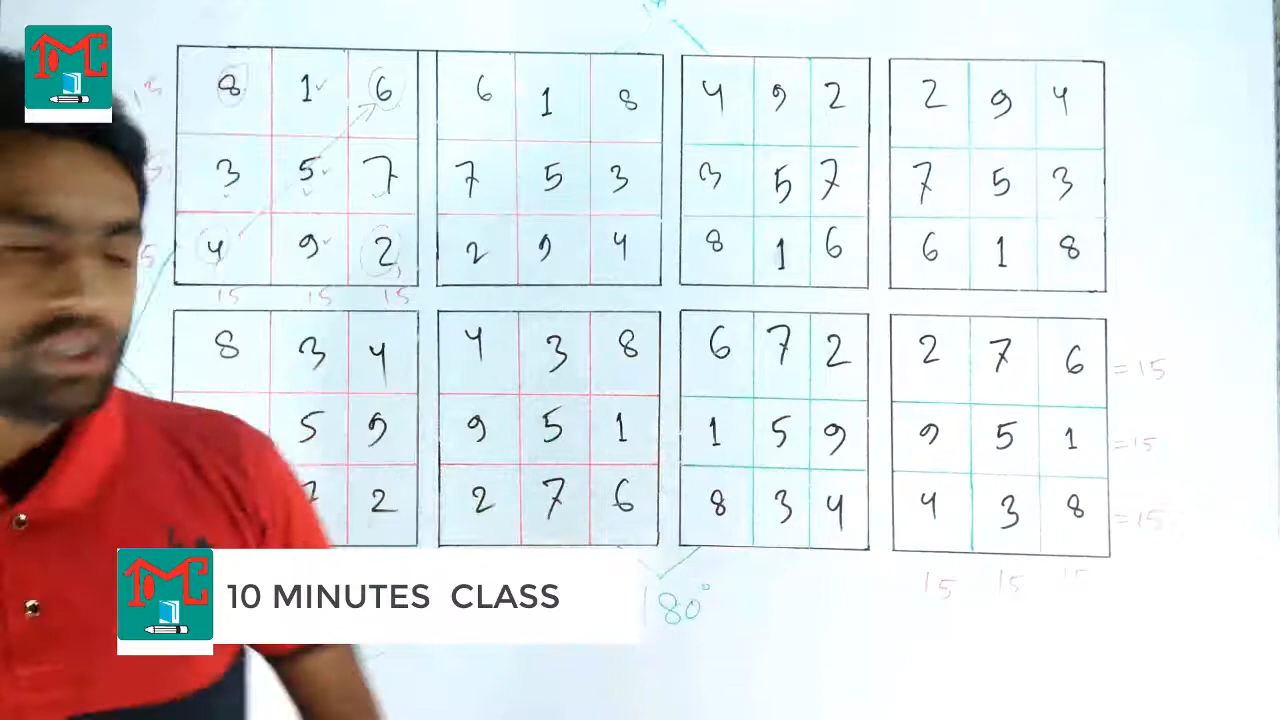 TMC
8 1 6 6 1 8 4 9 2 2 9 4
3 5 7 7 5 3 3 5 7 7 5 3
4 9 2 2 9 4 8 1 6 6 1 8
15 15 15
8 3 4 4 3 8 6 7 2 2 7 6 =15
5 9 9 5 1 1 5 9 9 5 1 =15
2 2 7 6 8 3 4 4 3 8 =15
15 15 15
180°
TMC
10 MINUTES CLASS